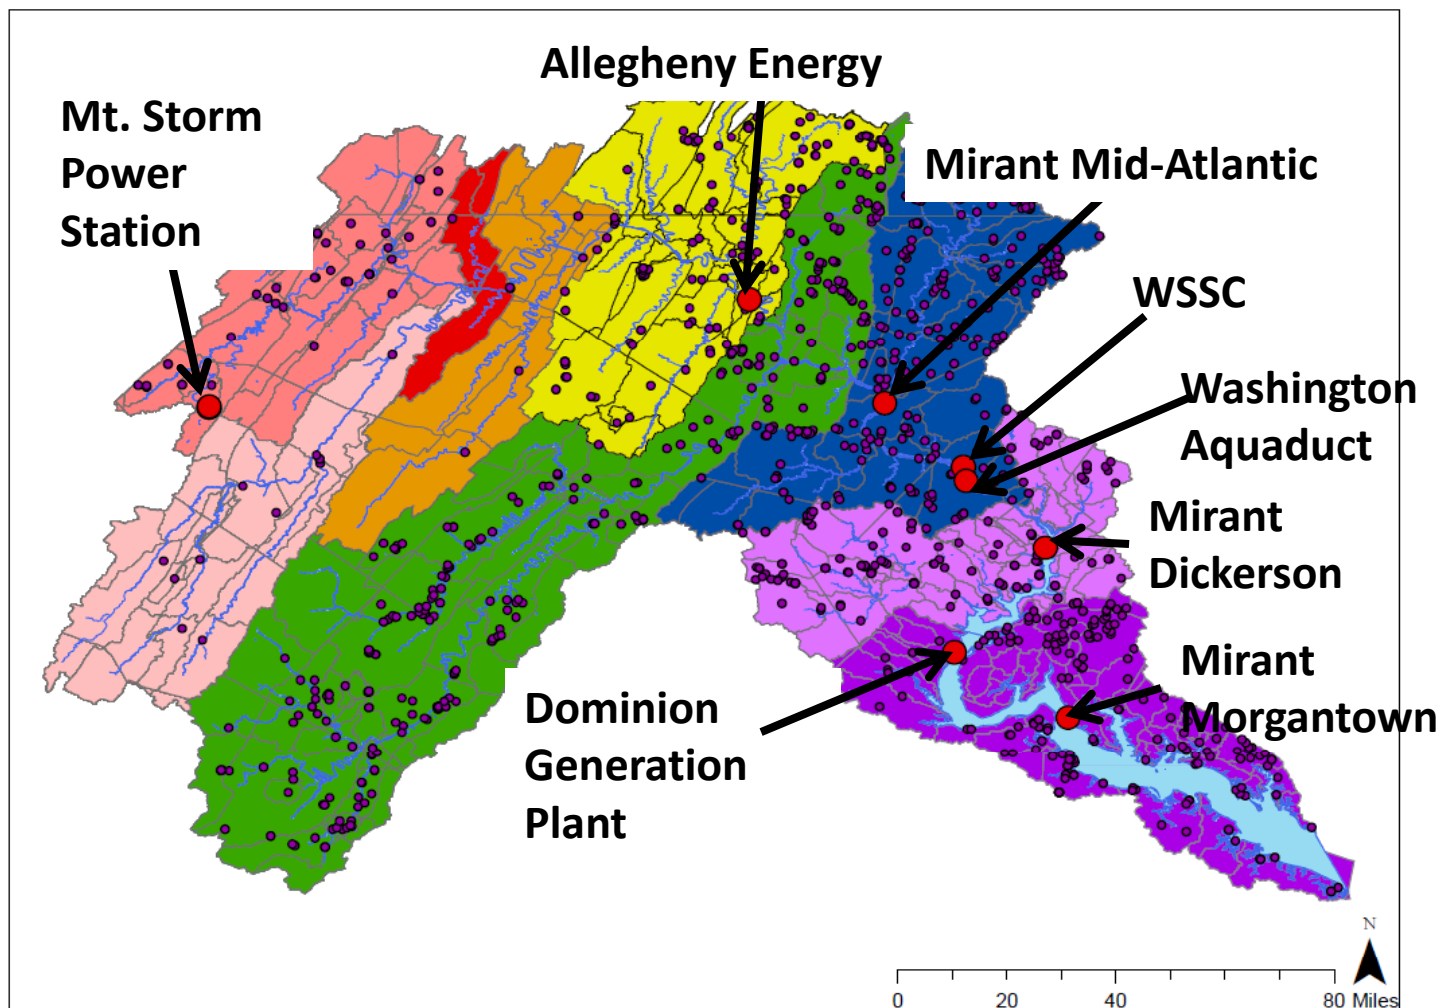 Allegheny Energy
Mt. Storm
Power
Station
Mirant Mid-Atlantic
WSSC
Washington
Aquaduct
Mirant
Dickerson
Mirant
Morgantown
Dominion
Generation
Plant
N
0 20 40 80 Miles